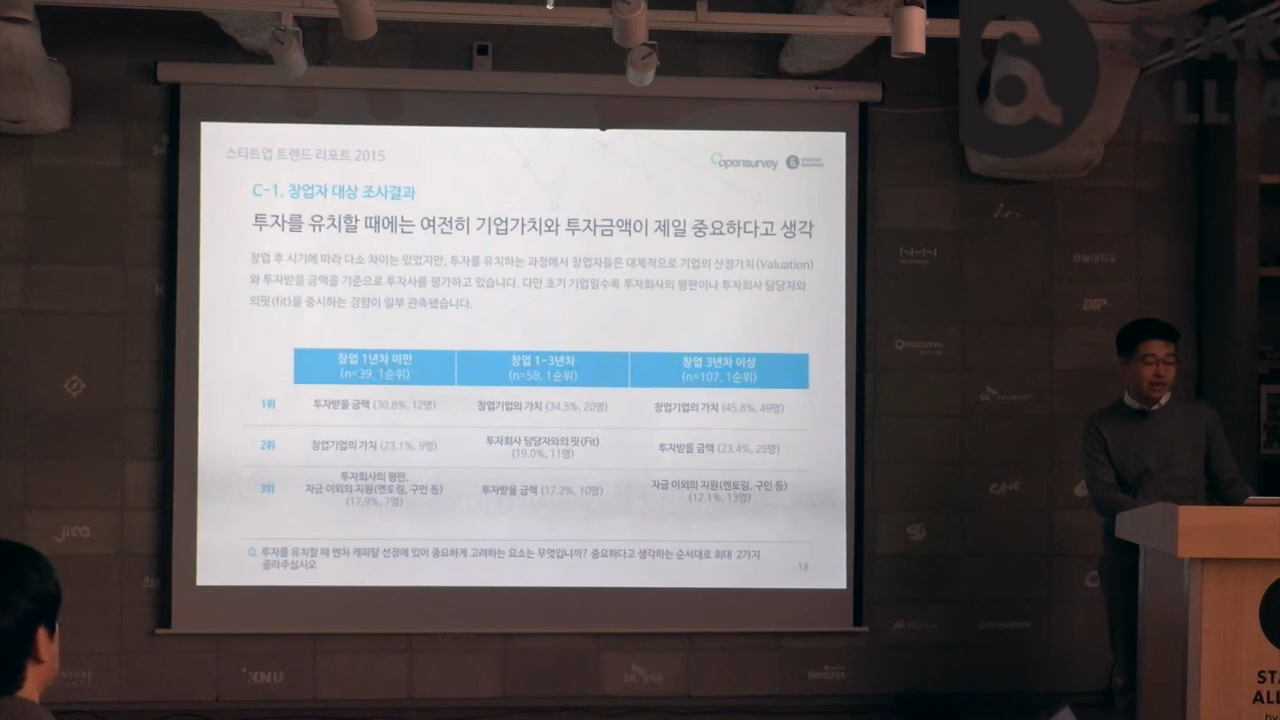 스타트업 트렌드 리포트 2015
opensurvey
C-1. 창업자 대상 조사결과
투자를 유치할 때에는 여전히 기업가치와 투자금액이 제일 중요하다고 생각
창업 후 시기에 따라 다소 차이는 있었지만, 투자를 유치하는 과정에서 창업자들은 대체적으로 기업의 산정가치(Valuation)
와 투자받을 금액을 기준으로 투자사를 평가하고 있습니다. 다만 초기 기업일수록 투자회사의 평판이나 투자회사 담당자와
의핏(fit)을 중시하는 경향이 일부 관측됐습니다.
창업 1년차 미만
(n=39, 1순위)
창업 1-3년차
(n=58, 1순위)
창업 3년차 이상
(n=107, 1순위)
1위
투자받을 금액 (30.8%, 12명)
창업기업의 가치 (34.5%, 20명)
창업기업의 가치 (45.8%, 49명)
2위
창업기업의 가치 (23.1%, 9명)
투자회사 담당자와의 핏(Fit)
(19.0%, 11명)
투자받을 금액 (23.4%, 25명)
3위
투자회사의 평판,
자금 이외의 지원(멘토링, 구인 등)
(17.9%, 7명)
투자받을 금액 (17.2%, 10명)
자금 이외의 지원(멘토링, 구인 등)
(12.1%, 13명)
Q. 투자를 유치할 때 벤처 캐피탈 선정에 있어 중요하게 고려하는 요소는 무엇입니까? 중요하다고 생각하는 순서대로 최대 2가지
골라주십시오
18
STAR
ALLIA
DIP
QUALCOMM
jica
KNU
Ventures
STA
ALL